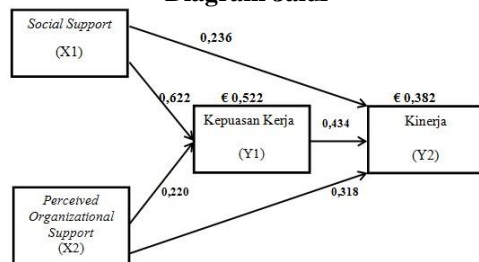 Diagram Jalur
Social Support
(X1)
0,236
0,622
€ 0,522
€ 0,382
Kepuasan Kerja
(Y1)
0,434
Kinerja
(Y2)
0,220
0,318
Perceived
Organizational
Support
(X2)